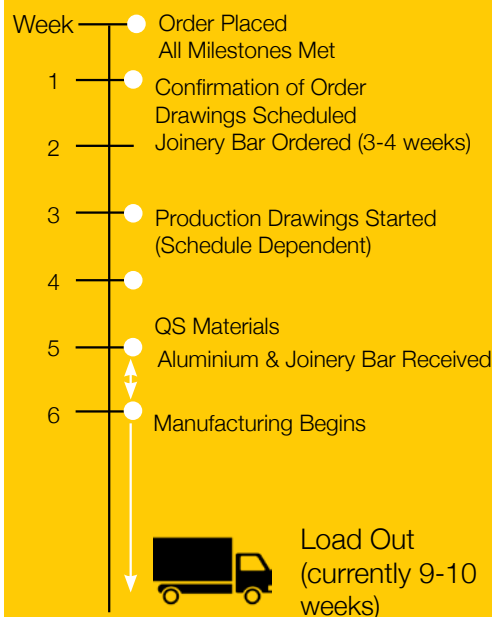 Week
Order Placed
All Milestones Met
1
Confirmation of Order
Drawings Scheduled
2
Joinery Bar Ordered (3-4 weeks)
3
Production Drawings Started
(Schedule Dependent)
4
QS Materials
5
Aluminium & Joinery Bar Received
6
Manufacturing Begins
Load Out
(currently 9-10
weeks)